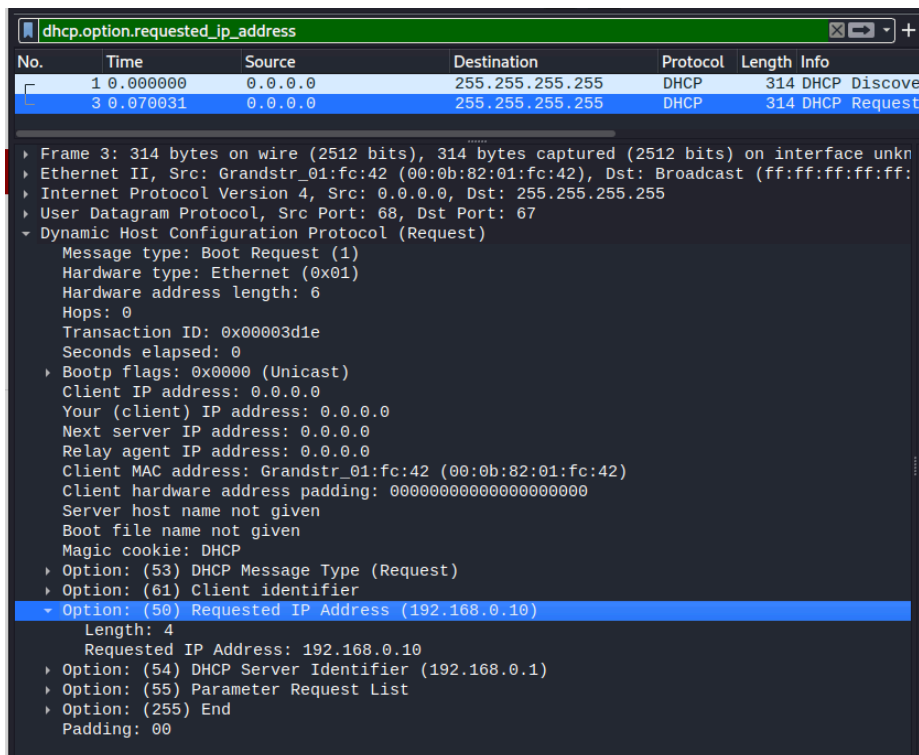 dhcp.option.requested_ip_address
No. Time Source Destination Protocol Length Info
1 0.000000 0.0.0.0 255.255.255.255 DHCP 314 DHCP Discove
3 0.070031 0.0.0.0 255.255.255.255 DHCP 314 DHCP Request
Frame 3: 314 bytes on wire (2512 bits), 314 bytes captured (2512 bits) on interface unkn
Ethernet II, Src: Grandstr_01:fc:42 (00:0b:82:01:fc:42), Dst: Broadcast (ff:ff:ff:ff:ff:
Internet Protocol Version 4, Src: 0.0.0.0, Dst: 255.255.255.255
User Datagram Protocol, Src Port: 68, Dst Port: 67
Dynamic Host Configuration Protocol (Request)
Message type: Boot Request (1)
Hardware type: Ethernet (0x01)
Hardware address length: 6
Hops: 0
Transaction ID: 0x00003d1e
Seconds elapsed: 0
Bootp flags: 0x0000 (Unicast)
Client IP address: 0.0.0.0
Your (client) IP address: 0.0.0.0
Next server IP address: 0.0.0.0
Relay agent IP address: 0.0.0.0
Client MAC address: Grandstr_01:fc:42 (00:0b:82:01:fc:42)
Client hardware address padding: 00000000000000000000
Server host name not given
Boot file name not given
Magic cookie: DHCP
Option: (53) DHCP Message Type (Request)
Option: (61) Client identifier
Option: (50) Requested IP Address (192.168.0.10)
Length: 4
Requested IP Address: 192.168.0.10
Option: (54) DHCP Server Identifier (192.168.0.1)
Option: (55) Parameter Request List
Option: (255) End
Padding: 00